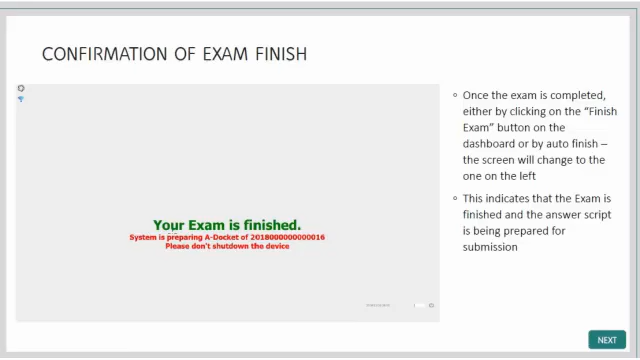 CONFIRMATION OF EXAM FINISH
Your Exam is finished.
System is preparing A-Docket of 2018000000000016
Please don't shutdown the device
Once the exam is completed,
either by clicking on the “Finish
Exam” button on the
dashboard or by auto finish –
the screen will change to the
one on the left
This indicates that the Exam is
finished and the answer script
is being prepared for
submission
NEXT